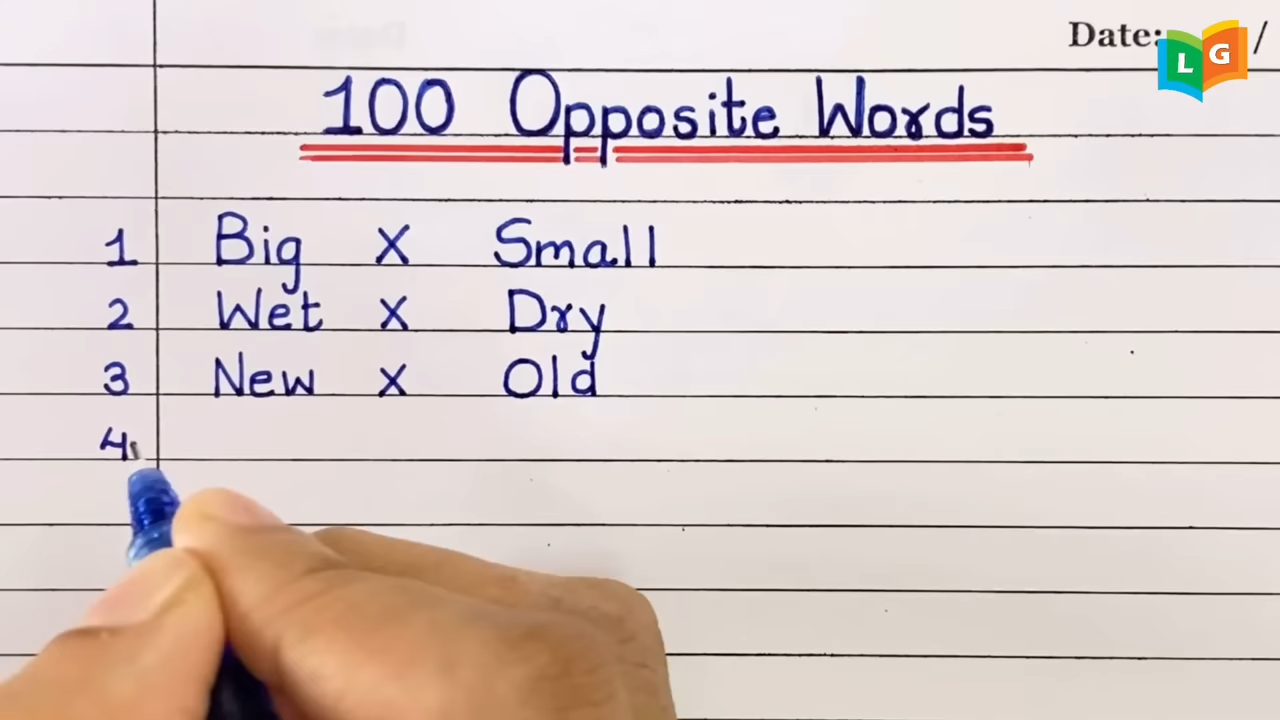 Date: /
L G
100 Opposite Words
1 Big X Small
2 Wet X Dry
3 New X Old
4